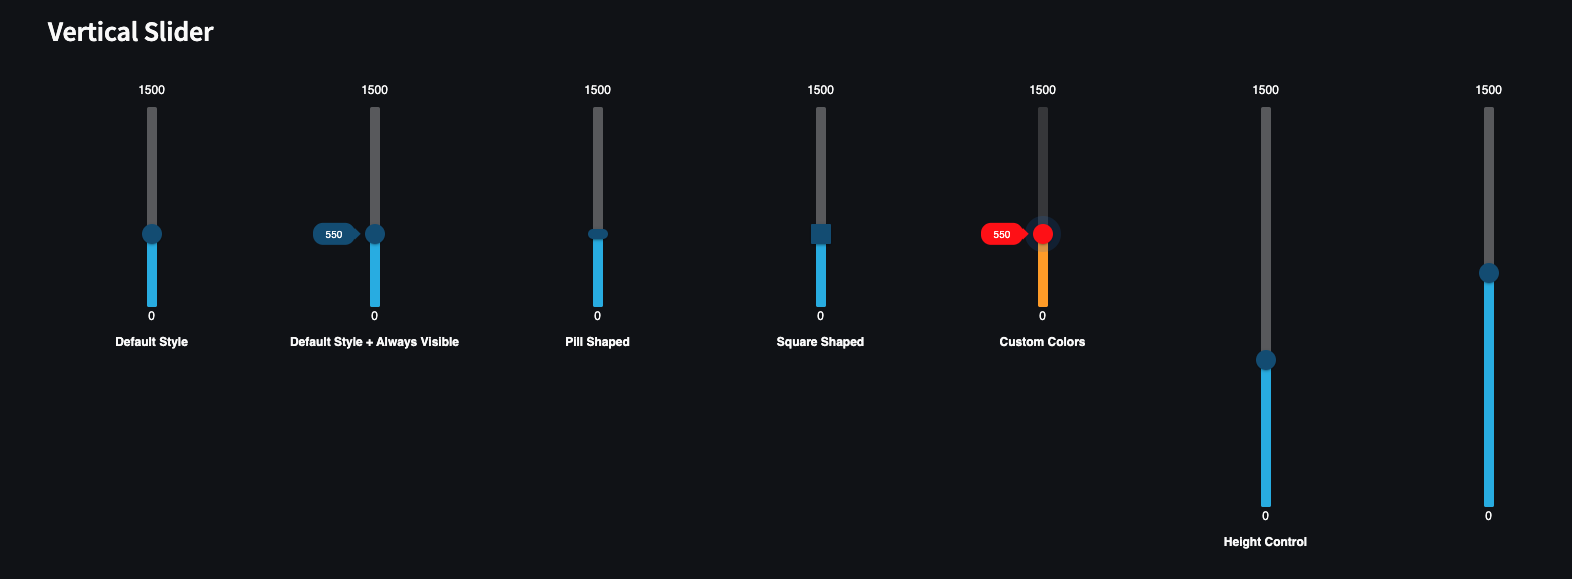 Vertical Slider
1500 1500 1500 1500 1500 1500 1500
550 550
0 0 0 0 0
Default Style Default Style + Always Visible Pill Shaped Square Shaped Custom Colors
0 0
Height Control